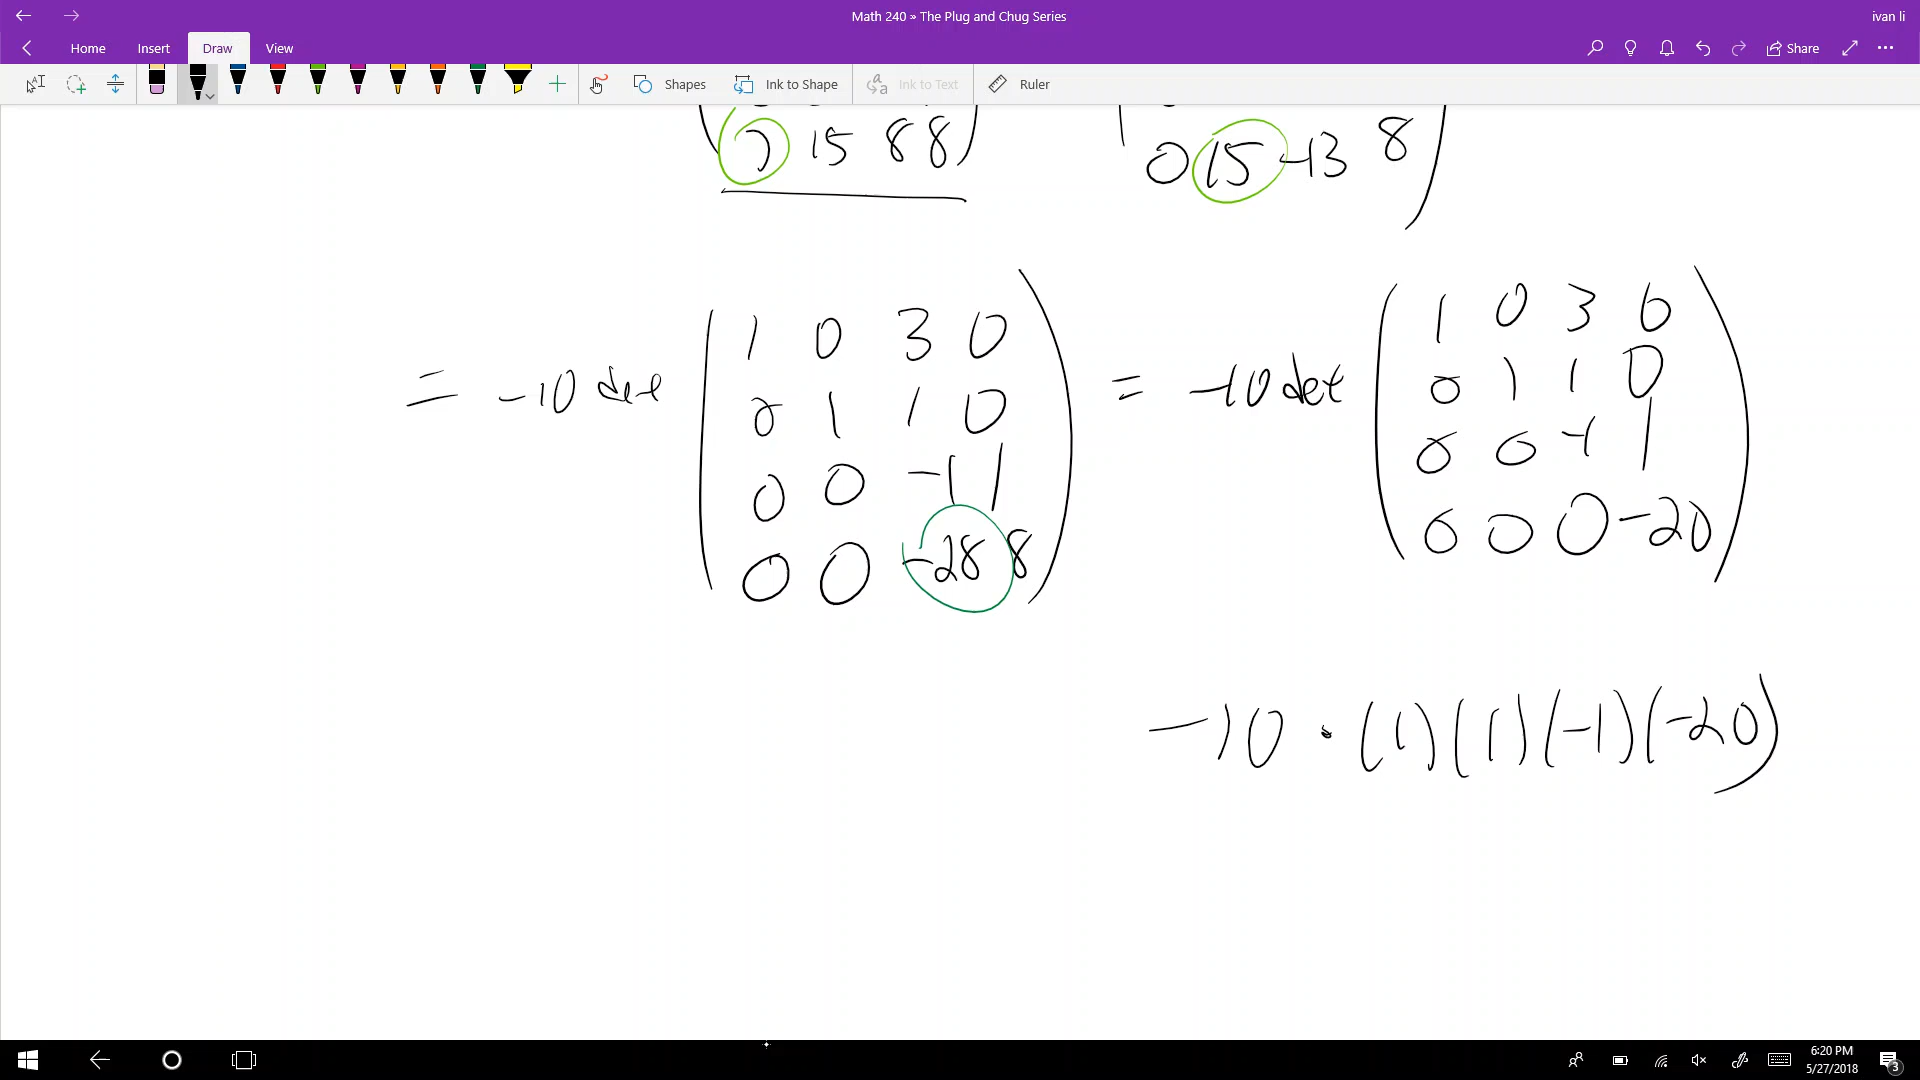 Math 240 » The Plug and Chug Series
ivan li
Home Insert Draw View
Share
Shapes Ink to Shape Ink to Text Ruler
15 8 8
0 15 -13 8
1 0 3 0
0 1 1 0
= -10 det
0 0 -1 1
0 0 -28 8
1 0 3 0
0 1 1 0
= -10 det
0 0 -1 1
0 0 0 -20
-10 · (1)(1)(-1)(-20)
6:20 PM
5/27/2018
3